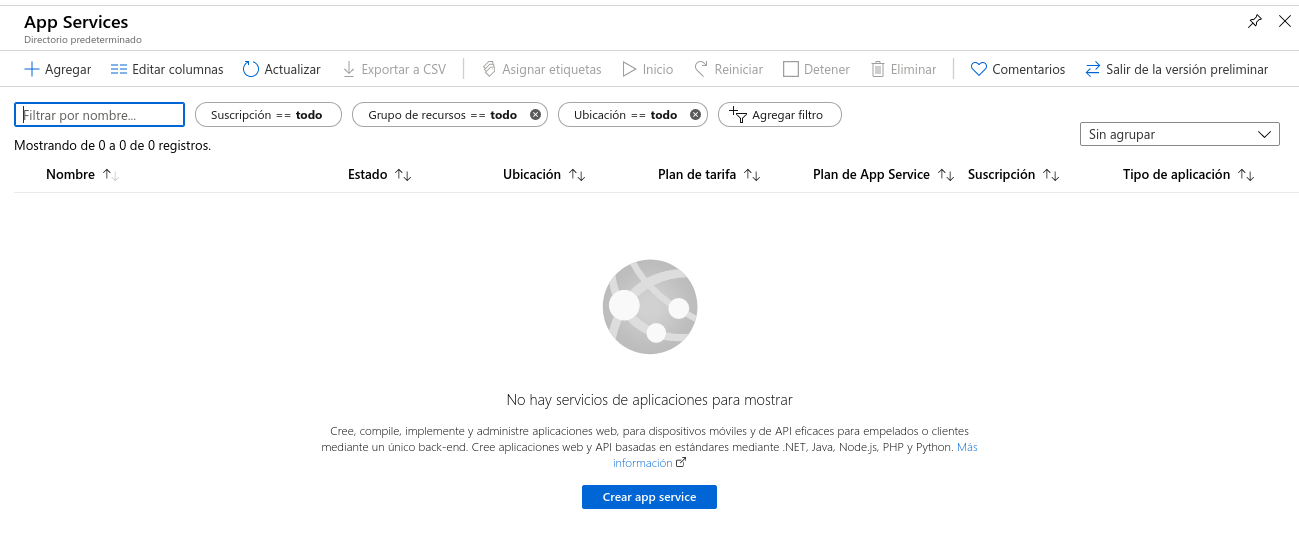 App Services
Directorio predeterminado
Agregar Editar columnas Actualizar Exportar a CSV Asignar etiquetas Inicio Reiniciar Detener Eliminar Comentarios Salir de la versión preliminar
Filtrar por nombre... Suscripción == todo Grupo de recursos == todo Ubicación == todo Agregar filtro
Sin agrupar
Mostrando de 0 a 0 de 0 registros.
Nombre Estado Ubicación Plan de tarifa Plan de App Service Suscripción Tipo de aplicación
No hay servicios de aplicaciones para mostrar
Cree, compile, implemente y administre aplicaciones web, para dispositivos móviles y de API eficaces para empelados o clientes
mediante un único back-end. Cree aplicaciones web y API basadas en estándares mediante .NET, Java, Node.js, PHP y Python. Más
información
Crear app service